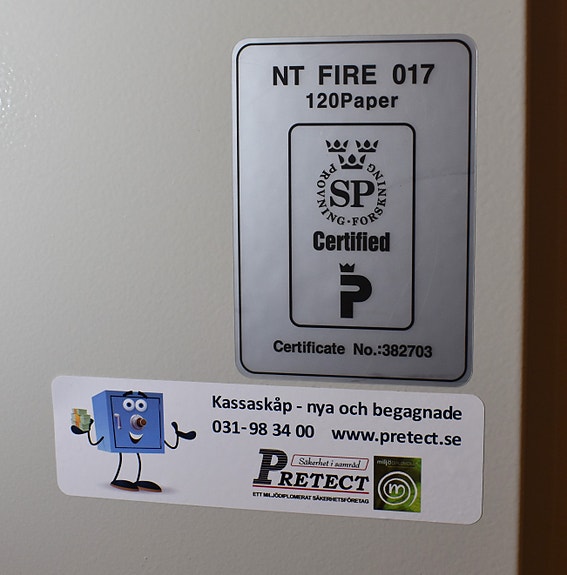 NT FIRE 017
120Paper
PROVNING · FORSKNING
SP
Certified
P
Certificate No.:382703
Kassaskåp - nya och begagnade
031-98 34 00 www.pretect.se
Säkerhet i samråd
PRETECT
ETT MILJÖDIPLOMERAT SÄKERHETSFÖRETAG
m